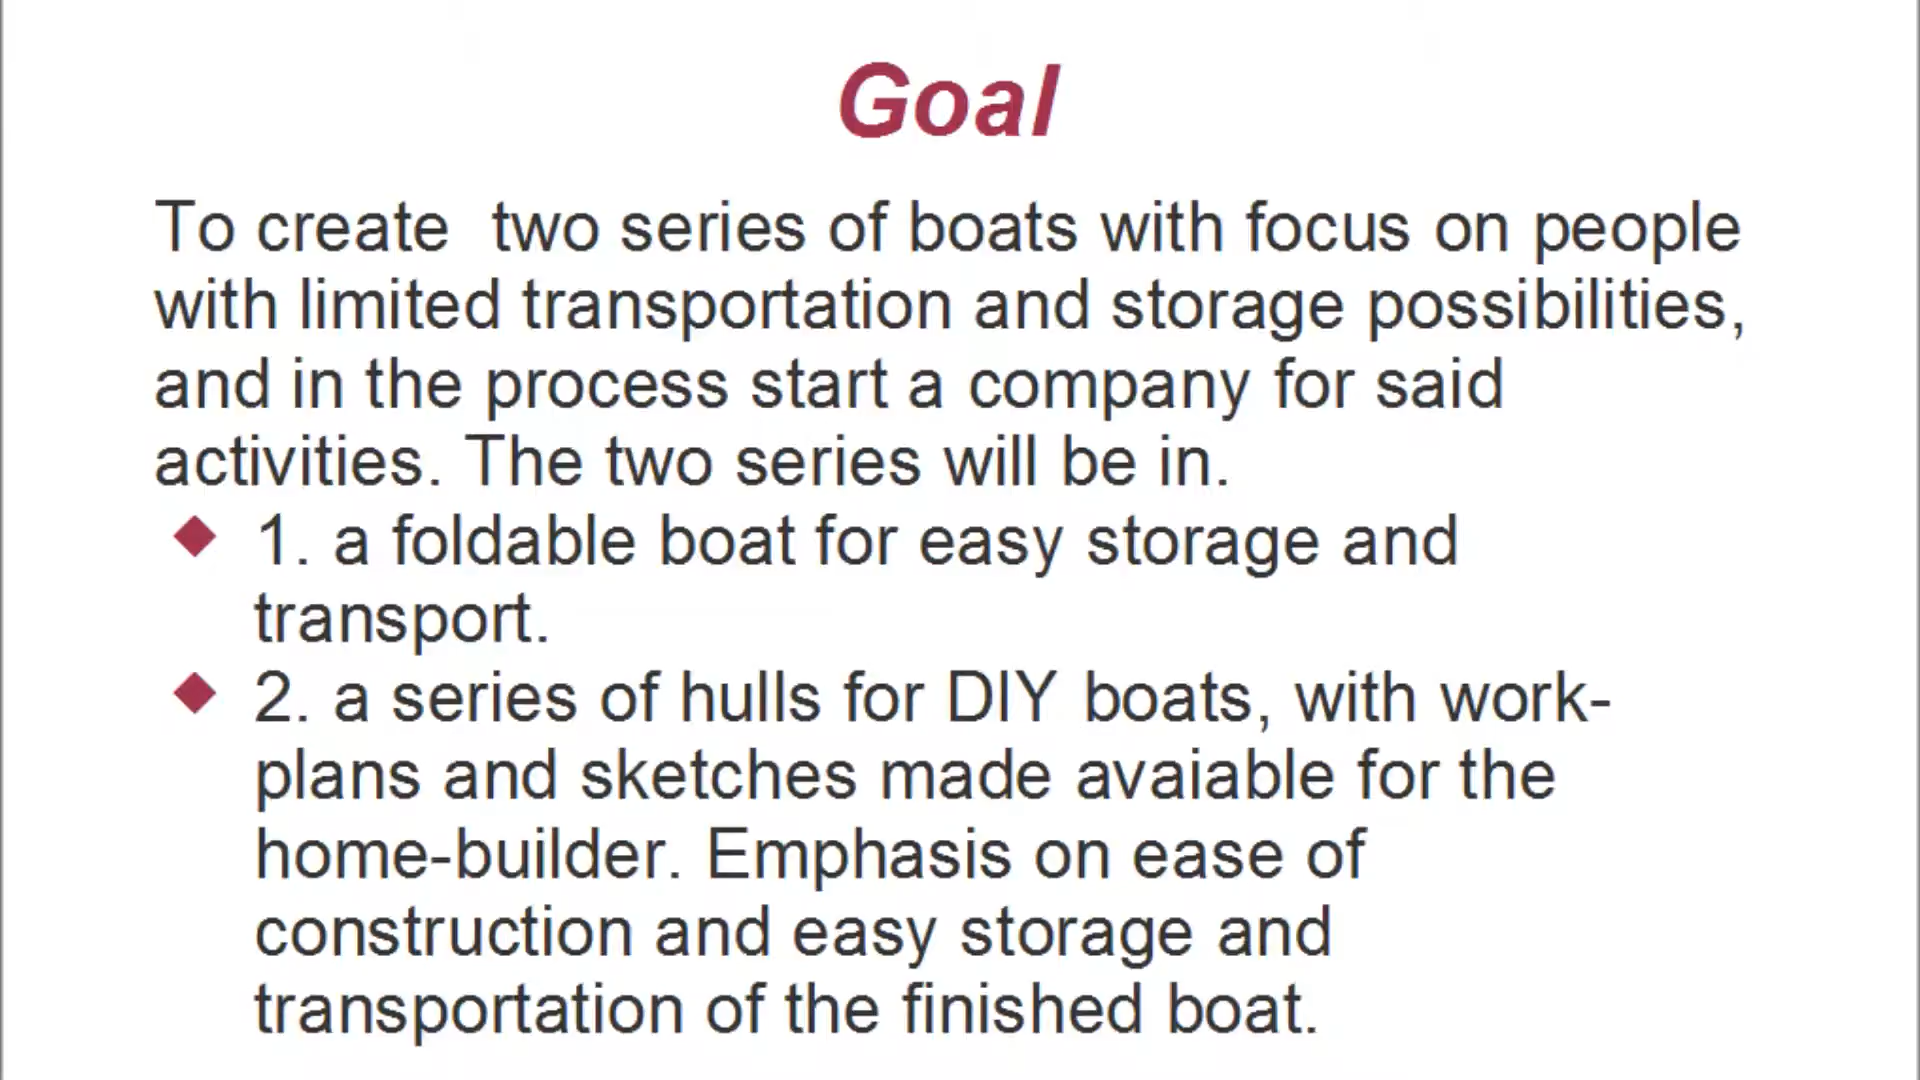 Goal
To create  two series of boats with focus on people
with limited transportation and storage possibilities,
and in the process start a company for said
activities. The two series will be in.
1. a foldable boat for easy storage and
transport.
2. a series of hulls for DIY boats, with work-
plans and sketches made avaiable for the
home-builder. Emphasis on ease of
construction and easy storage and
transportation of the finished boat.